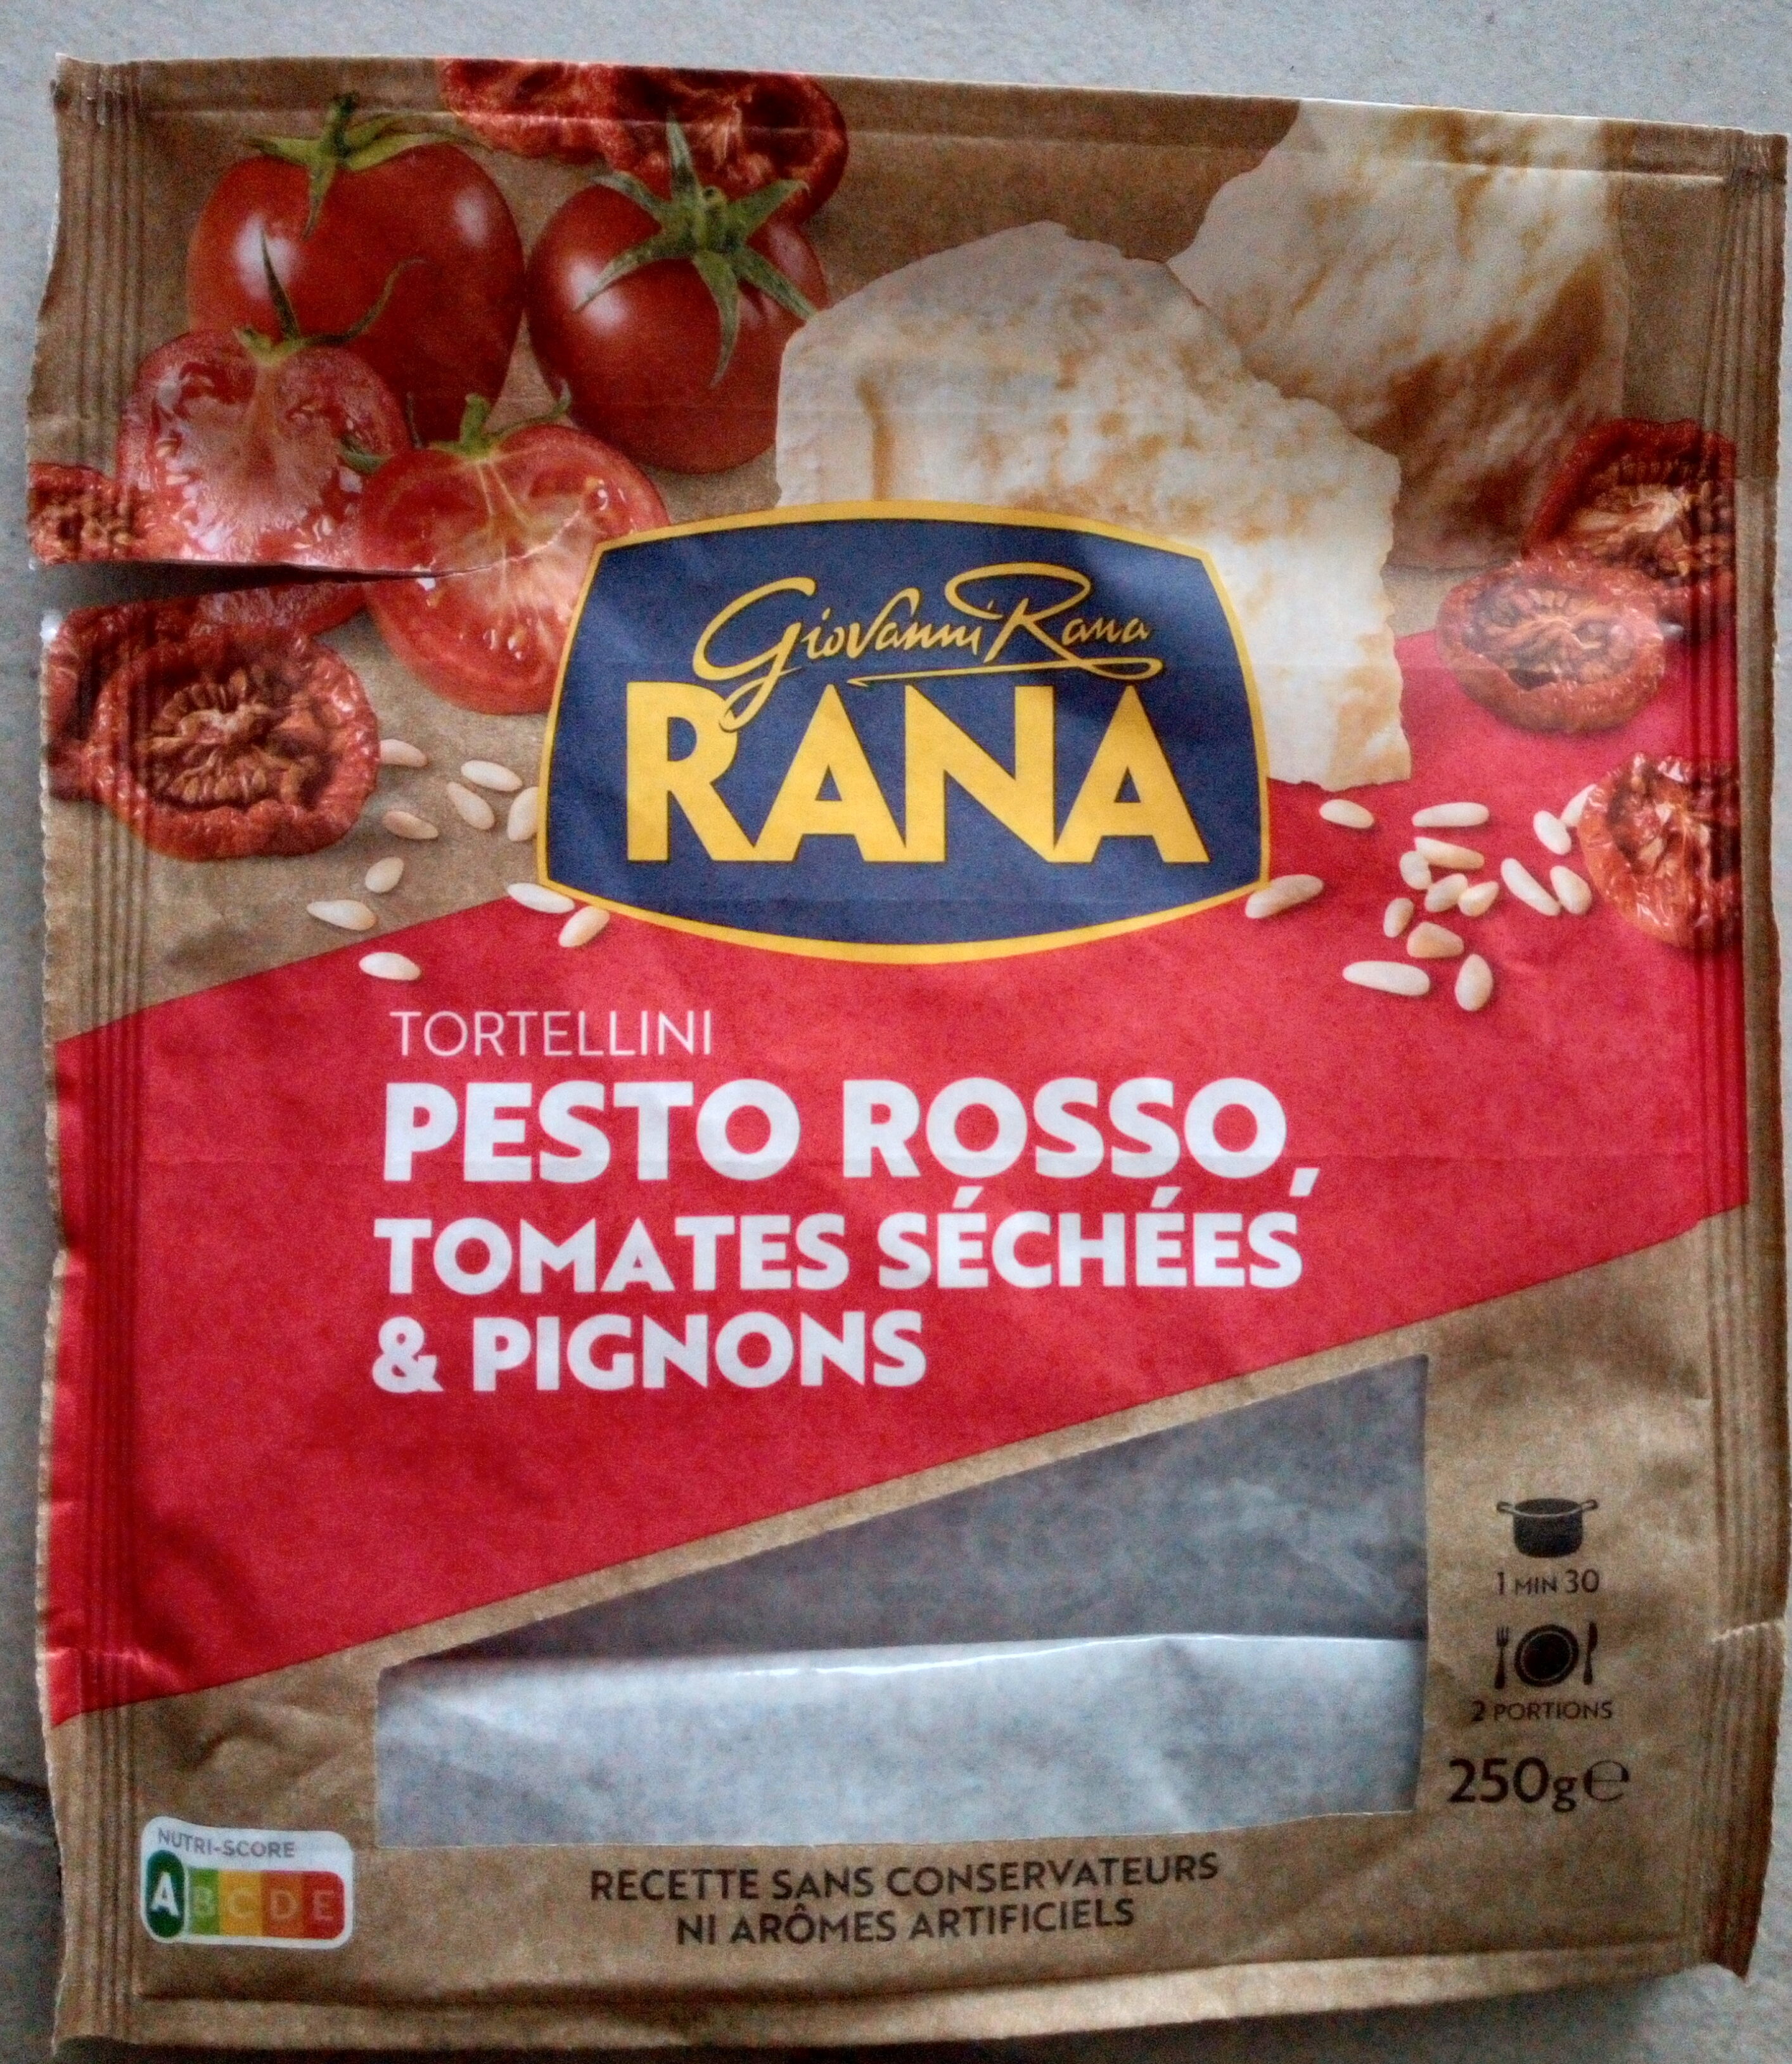 Giovanni Rana
RANA
TORTELLINI
PESTO ROSSO,
TOMATES SÉCHÉES
& PIGNONS
1 MIN 30
2 PORTIONS
250g℮
NUTRI-SCORE
A B C D E
RECETTE SANS CONSERVATEURS
NI ARÔMES ARTIFICIELS